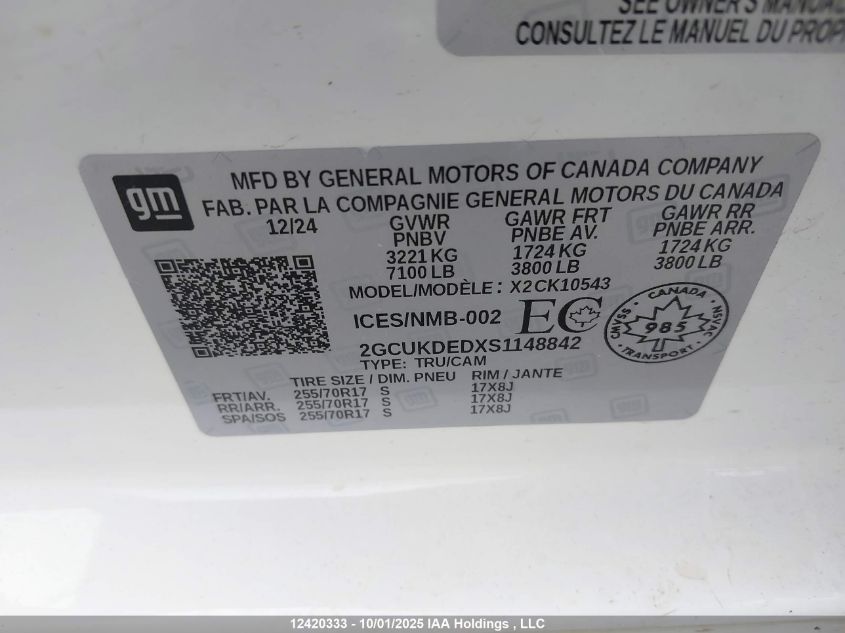 SEE OWNER'S MANUAL
CONSULTEZ LE MANUEL DU PROP
gm
MFD BY GENERAL MOTORS OF CANADA COMPANY
FAB. PAR LA COMPAGNIE GENERAL MOTORS DU CANADA
12/24 GVWR GAWR FRT GAWR RR
PNBV PNBE AV. PNBE ARR.
3221 KG 1724 KG 1724 KG
7100 LB 3800 LB 3800 LB
MODEL/MODÈLE: X2CK10543
ICES/NMB-002 EC
CANADA
SSVMC 985 NSVAC
TRANSPORT
2GCUKDEDXS1148842
TYPE: TRU/CAM
TIRE SIZE / DIM. PNEU RIM / JANTE
FRT/AV. 255/70R17 S 17X8J
RR/ARR. 255/70R17 S 17X8J
SPA/SOS 255/70R17 S 17X8J
12420333 - 10/01/2025 IAA Holdings , LLC